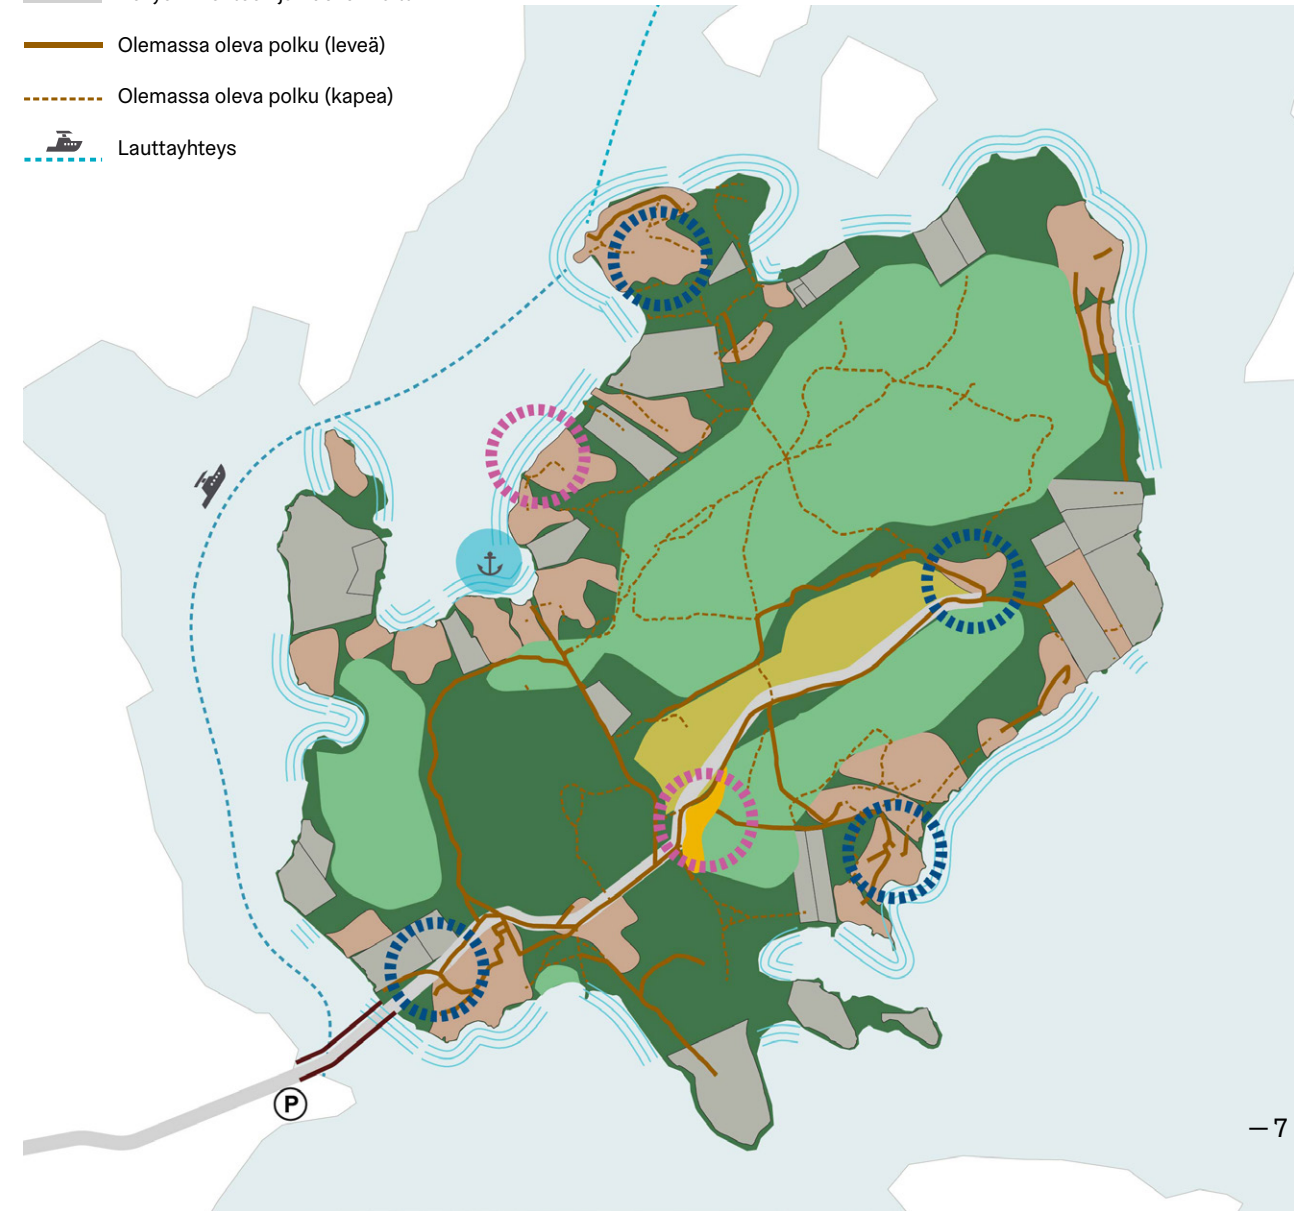 Olemassa oleva polku (leveä)
Olemassa oleva polku (kapea)
Lauttayhteys
P
— 7